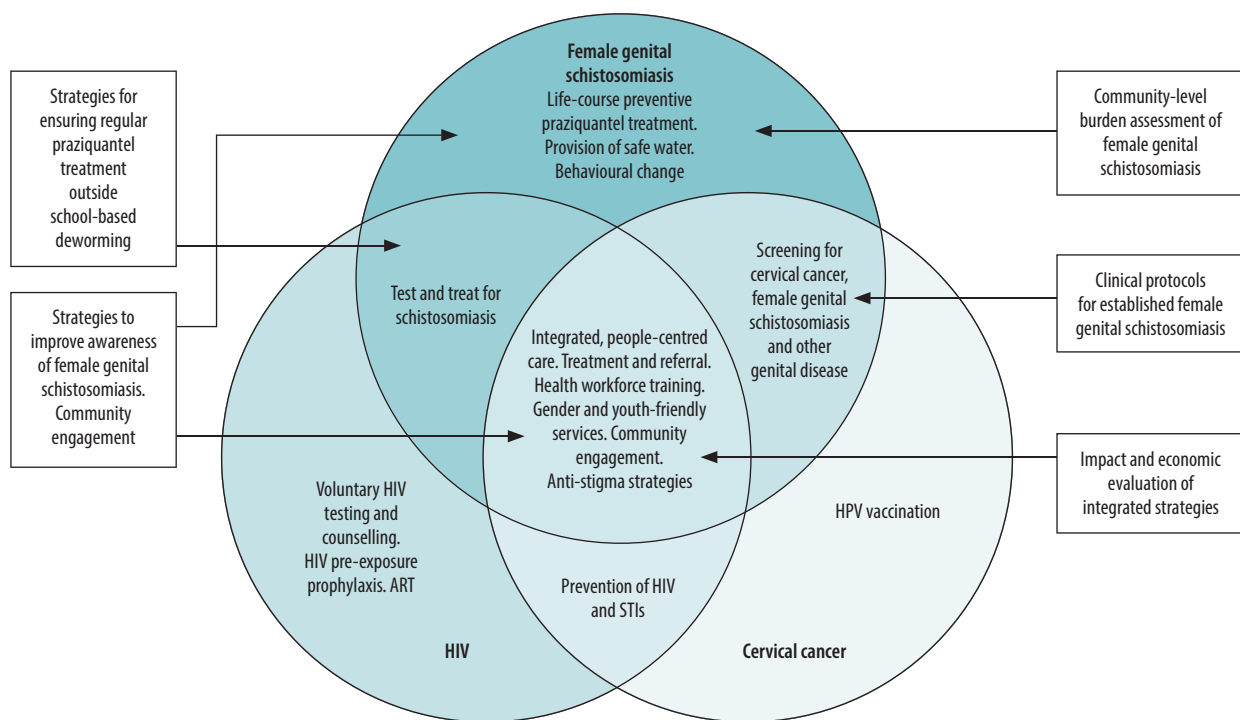 Strategies for
ensuring regular
praziquantel
treatment
outside
school-based
deworming
Strategies to
improve awareness
of female genital
schistosomiasis.
Community
engagement
Female genital
schistosomiasis
Life-course preventive
praziquantel treatment.
Provision of safe water.
Behavioural change
Test and treat for
schistosomiasis
Screening for
cervical cancer,
female genital
schistosomiasis
and other
genital disease
Integrated, people-centred
care. Treatment and referral.
Health workforce training.
Gender and youth-friendly
services. Community
engagement.
Anti-stigma strategies
Voluntary HIV
testing and
counselling.
HIV pre-exposure
prophylaxis. ART
HIV
Prevention of HIV
and STIs
HPV vaccination
Cervical cancer
Community-level
burden assessment of
female genital
schistosomiasis
Clinical protocols
for established female
genital schistosomiasis
Impact and economic
evaluation of
integrated strategies